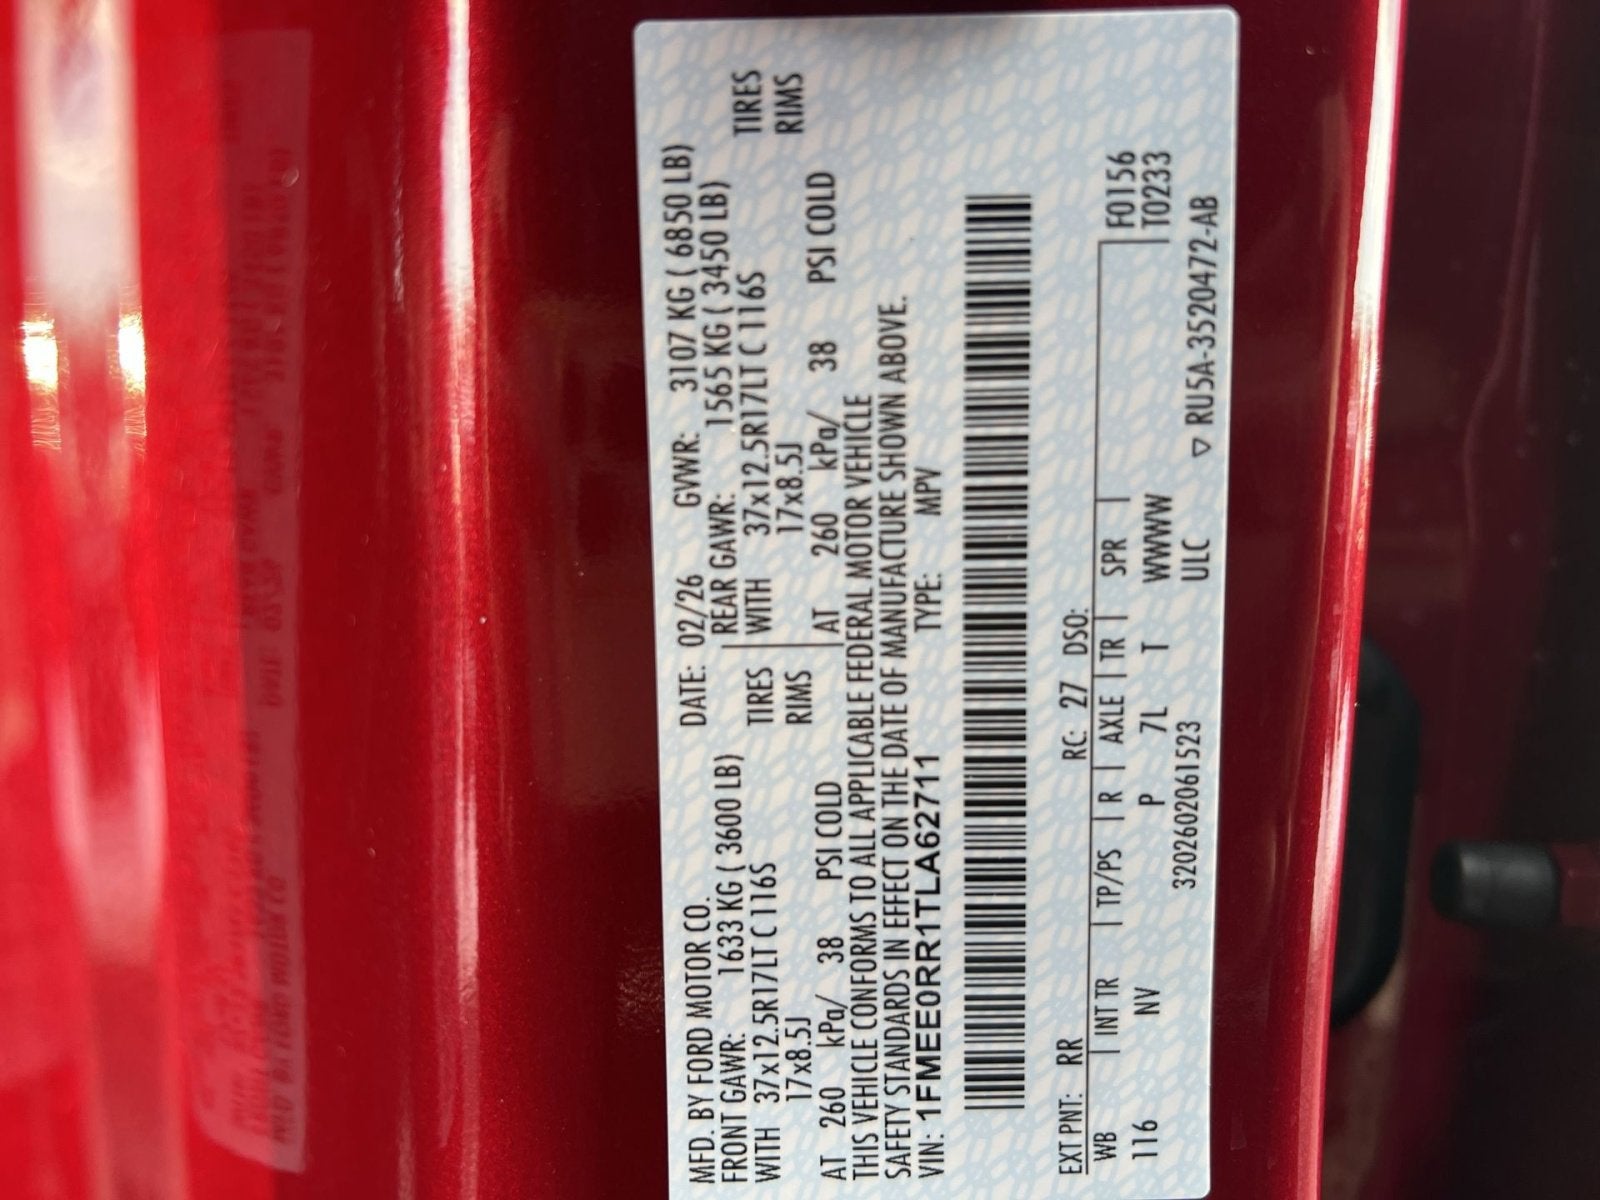 MFD. BY FORD MOTOR CO.
DATE: 02/26 GVWR: 3107 KG ( 6850 LB)
FRONT GAWR: 1633 KG ( 3600 LB)
REAR GAWR: 1565 KG ( 3450 LB)
WITH 37x12.5R17LT C 116S TIRES
WITH 37x12.5R17LT C 116S TIRES
17x8.5J RIMS
17x8.5J RIMS
AT 260 kPa/ 38 PSI COLD
AT 260 kPa/ 38 PSI COLD
THIS VEHICLE CONFORMS TO ALL APPLICABLE FEDERAL MOTOR VEHICLE
SAFETY STANDARDS IN EFFECT ON THE DATE OF MANUFACTURE SHOWN ABOVE.
VIN: 1FMEE0RR1TLA62711 TYPE: MPV
EXT PNT: RR RC: 27 DSO: F0156
WB INT TR TP/PS R AXLE TR SPR T0233
116 NV P 7L T WWWW
3202602061523 ULC RU5A-3520472-AB